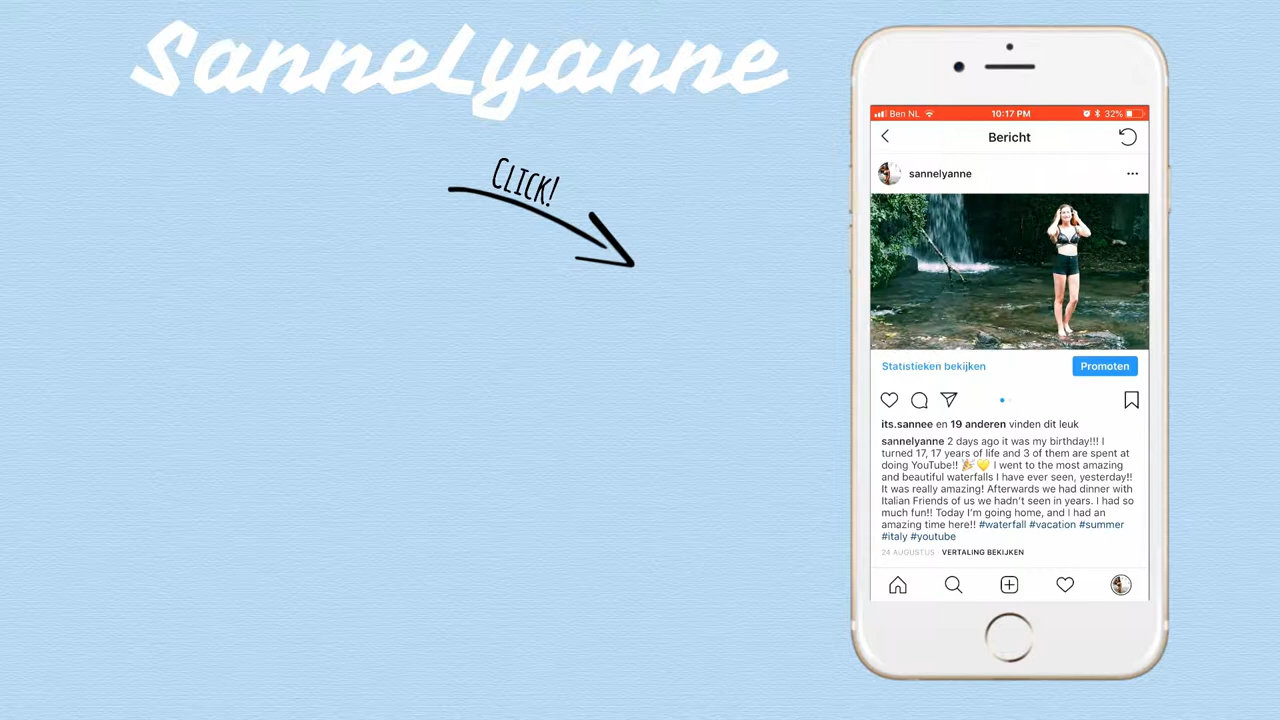 SanneLyanne
CLICK!
Ben NL 10:17 PM 32%
Bericht
sannelyanne
Statistieken bekijken Promoten
its.sannee en 19 anderen vinden dit leuk
sannelyanne 2 days ago it was my birthday!!! I
turned 17, 17 years of life and 3 of them are spent at
doing YouTube!! 🎉💛 I went to the most amazing
and beautiful waterfalls I have ever seen, yesterday!!
It was really amazing! Afterwards we had dinner with
Italian Friends of us we hadn't seen in years. I had so
much fun!! Today I'm going home, and I had an
amazing time here!! #waterfall #vacation #summer
#italy #youtube
24 AUGUSTUS · VERTALING BEKIJKEN